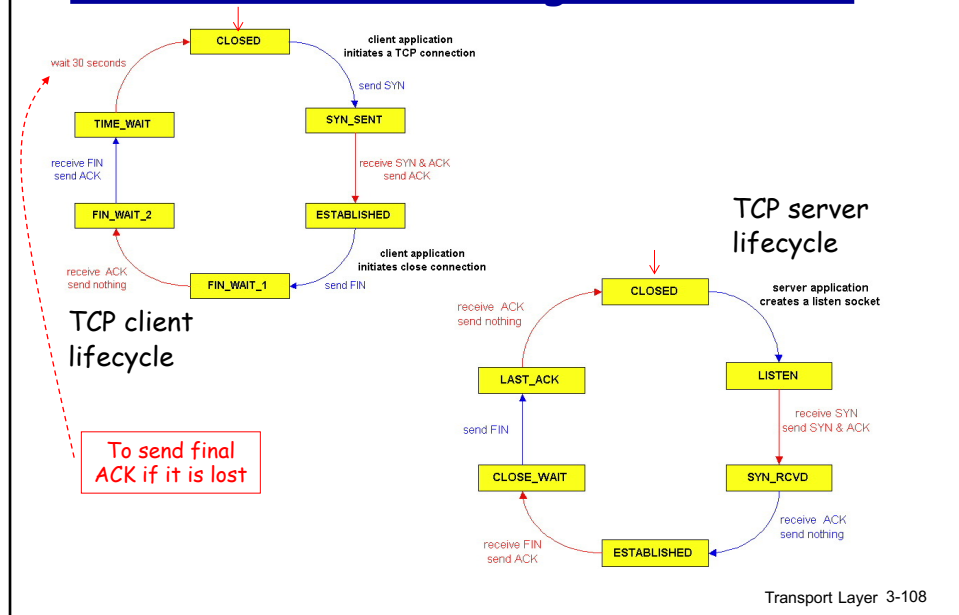 CLOSED
client application
initiates a TCP connection
wait 30 seconds
send SYN
TIME_WAIT
SYN_SENT
receive FIN
send ACK
receive SYN & ACK
send ACK
FIN_WAIT_2
ESTABLISHED
client application
initiates close connection
receive ACK
send nothing
FIN_WAIT_1
send FIN
TCP client
lifecycle
To send final
ACK if it is lost
TCP server
lifecycle
CLOSED
server application
creates a listen socket
receive ACK
send nothing
LAST_ACK
LISTEN
receive SYN
send SYN & ACK
send FIN
CLOSE_WAIT
SYN_RCVD
receive ACK
send nothing
receive FIN
send ACK
ESTABLISHED
Transport Layer 3-108